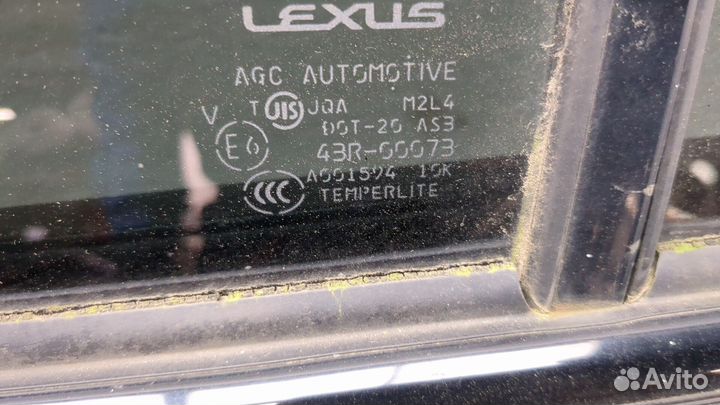 LEXUS
AGC AUTOMOTIVE
T JIS JQA M2L4
V DOT-20 AS3
E6 43R-00073
CCC A001594 10K
TEMPERLITE
Avito